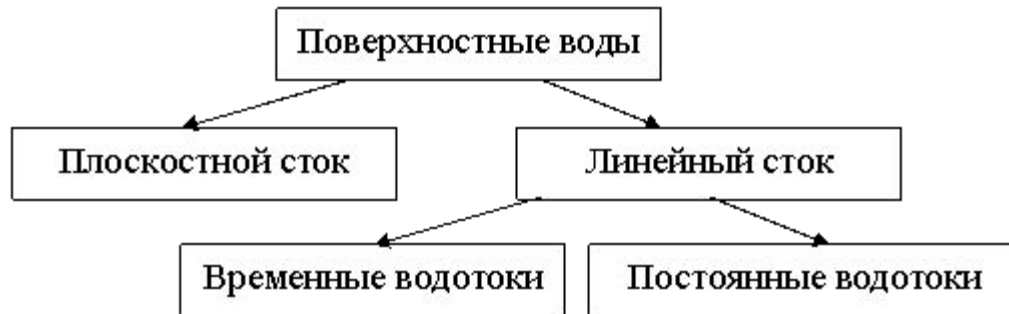 Поверхностные воды
Плоскостной сток
Линейный сток
Временные водотоки
Постоянные водотоки